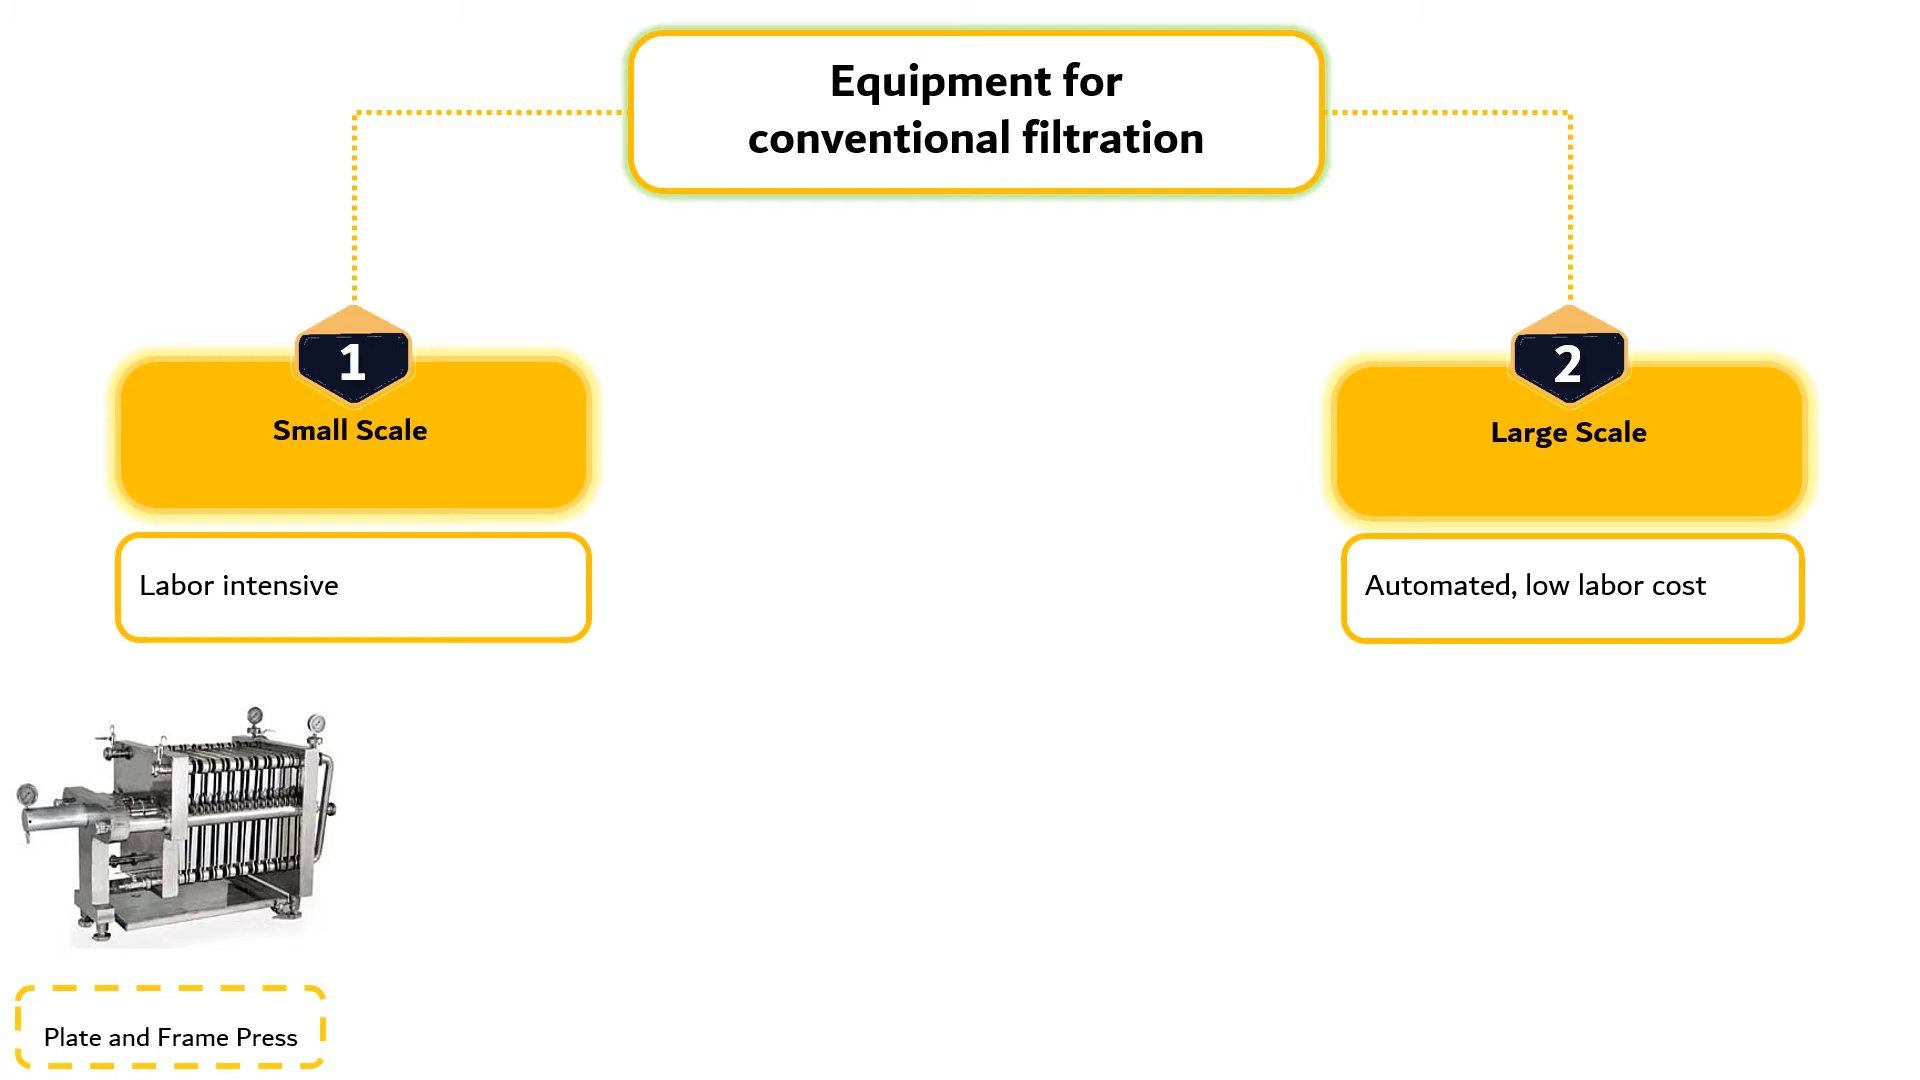 Equipment for
conventional filtration
1
Small Scale
Labor intensive
2
Large Scale
Automated, low labor cost
Plate and Frame Press